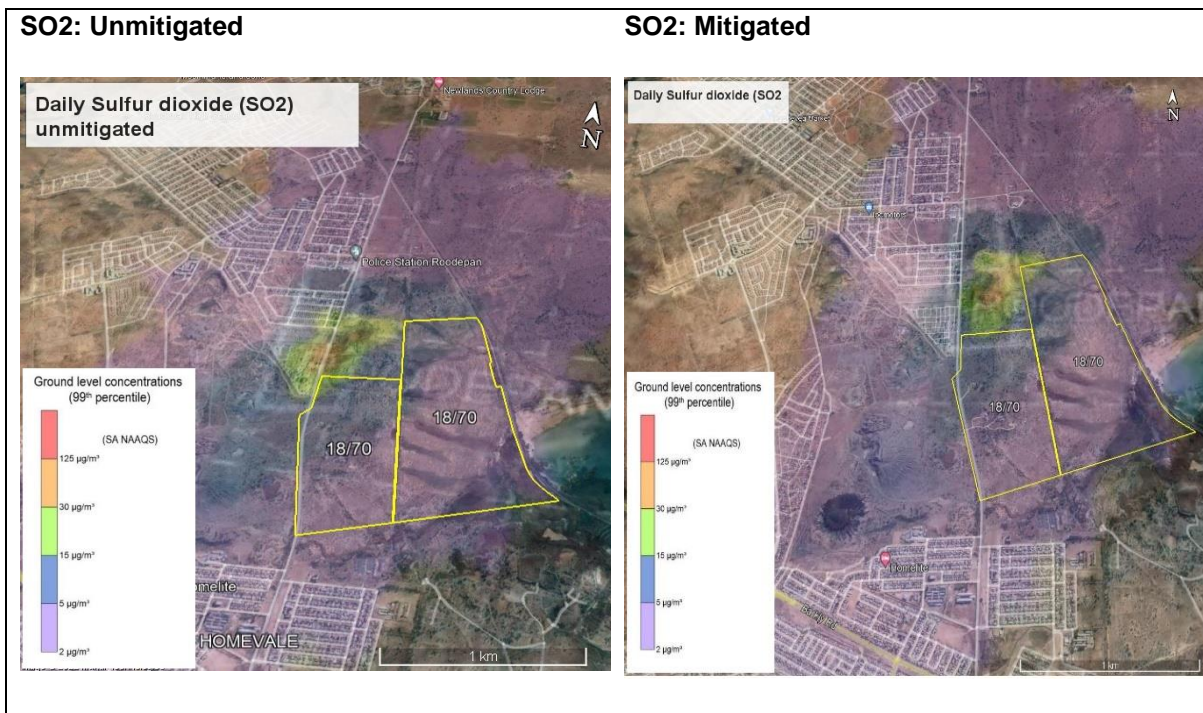 SO2: Unmitigated
SO2: Mitigated
Daily Sulfur dioxide (SO2)
unmitigated
Newlands Country Lodge
N
Police Station Roodepan
18/70
18/70
Ground level concentrations
(99th percentile)
(SA NAAQS)
125 µg/m³
30 µg/m³
15 µg/m³
5 µg/m³
2 µg/m³
HOMEVALE
1 km
Daily Sulfur dioxide (SO2
N
18/70
18/70
Ground level concentrations
(99th percentile)
(SA NAAQS)
125 µg/m³
30 µg/m³
15 µg/m³
5 µg/m³
2 µg/m³
Homelite
1 km